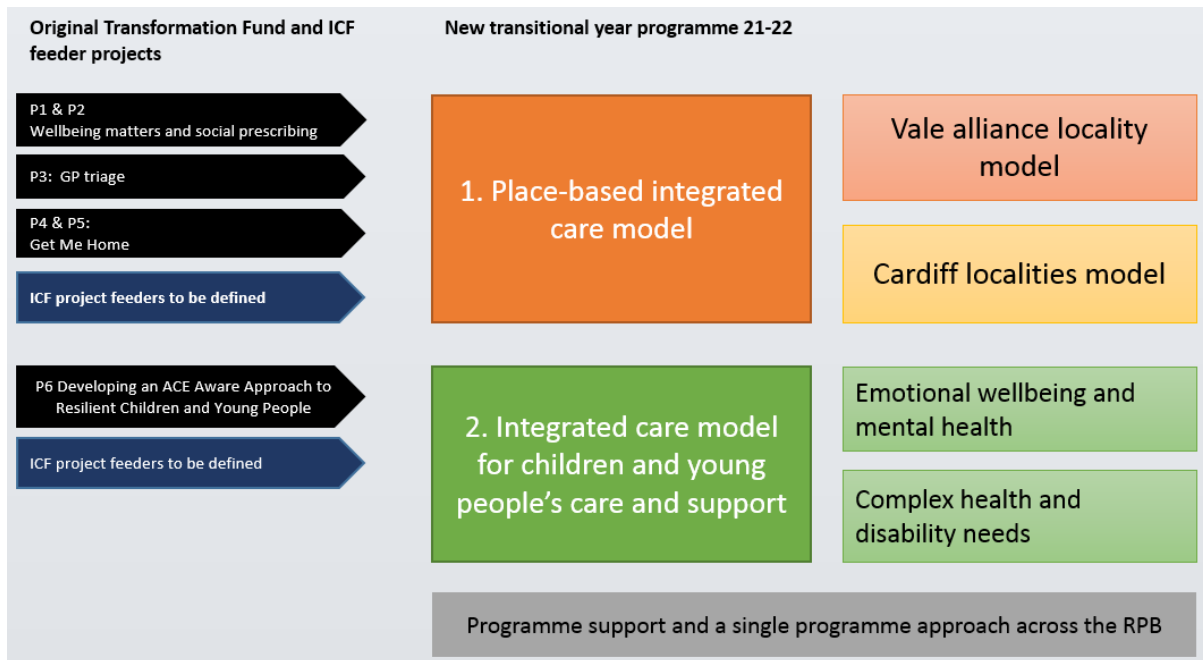 Original Transformation Fund and ICF
feeder projects
New transitional year programme 21-22
P1 & P2
Wellbeing matters and social prescribing
P3: GP triage
P4 & P5:
Get Me Home
ICF project feeders to be defined
1. Place-based integrated
care model
Vale alliance locality
model
Cardiff localities model
P6 Developing an ACE Aware Approach to
Resilient Children and Young People
ICF project feeders to be defined
2. Integrated care model
for children and young
people’s care and support
Emotional wellbeing and
mental health
Complex health and
disability needs
Programme support and a single programme approach across the RPB